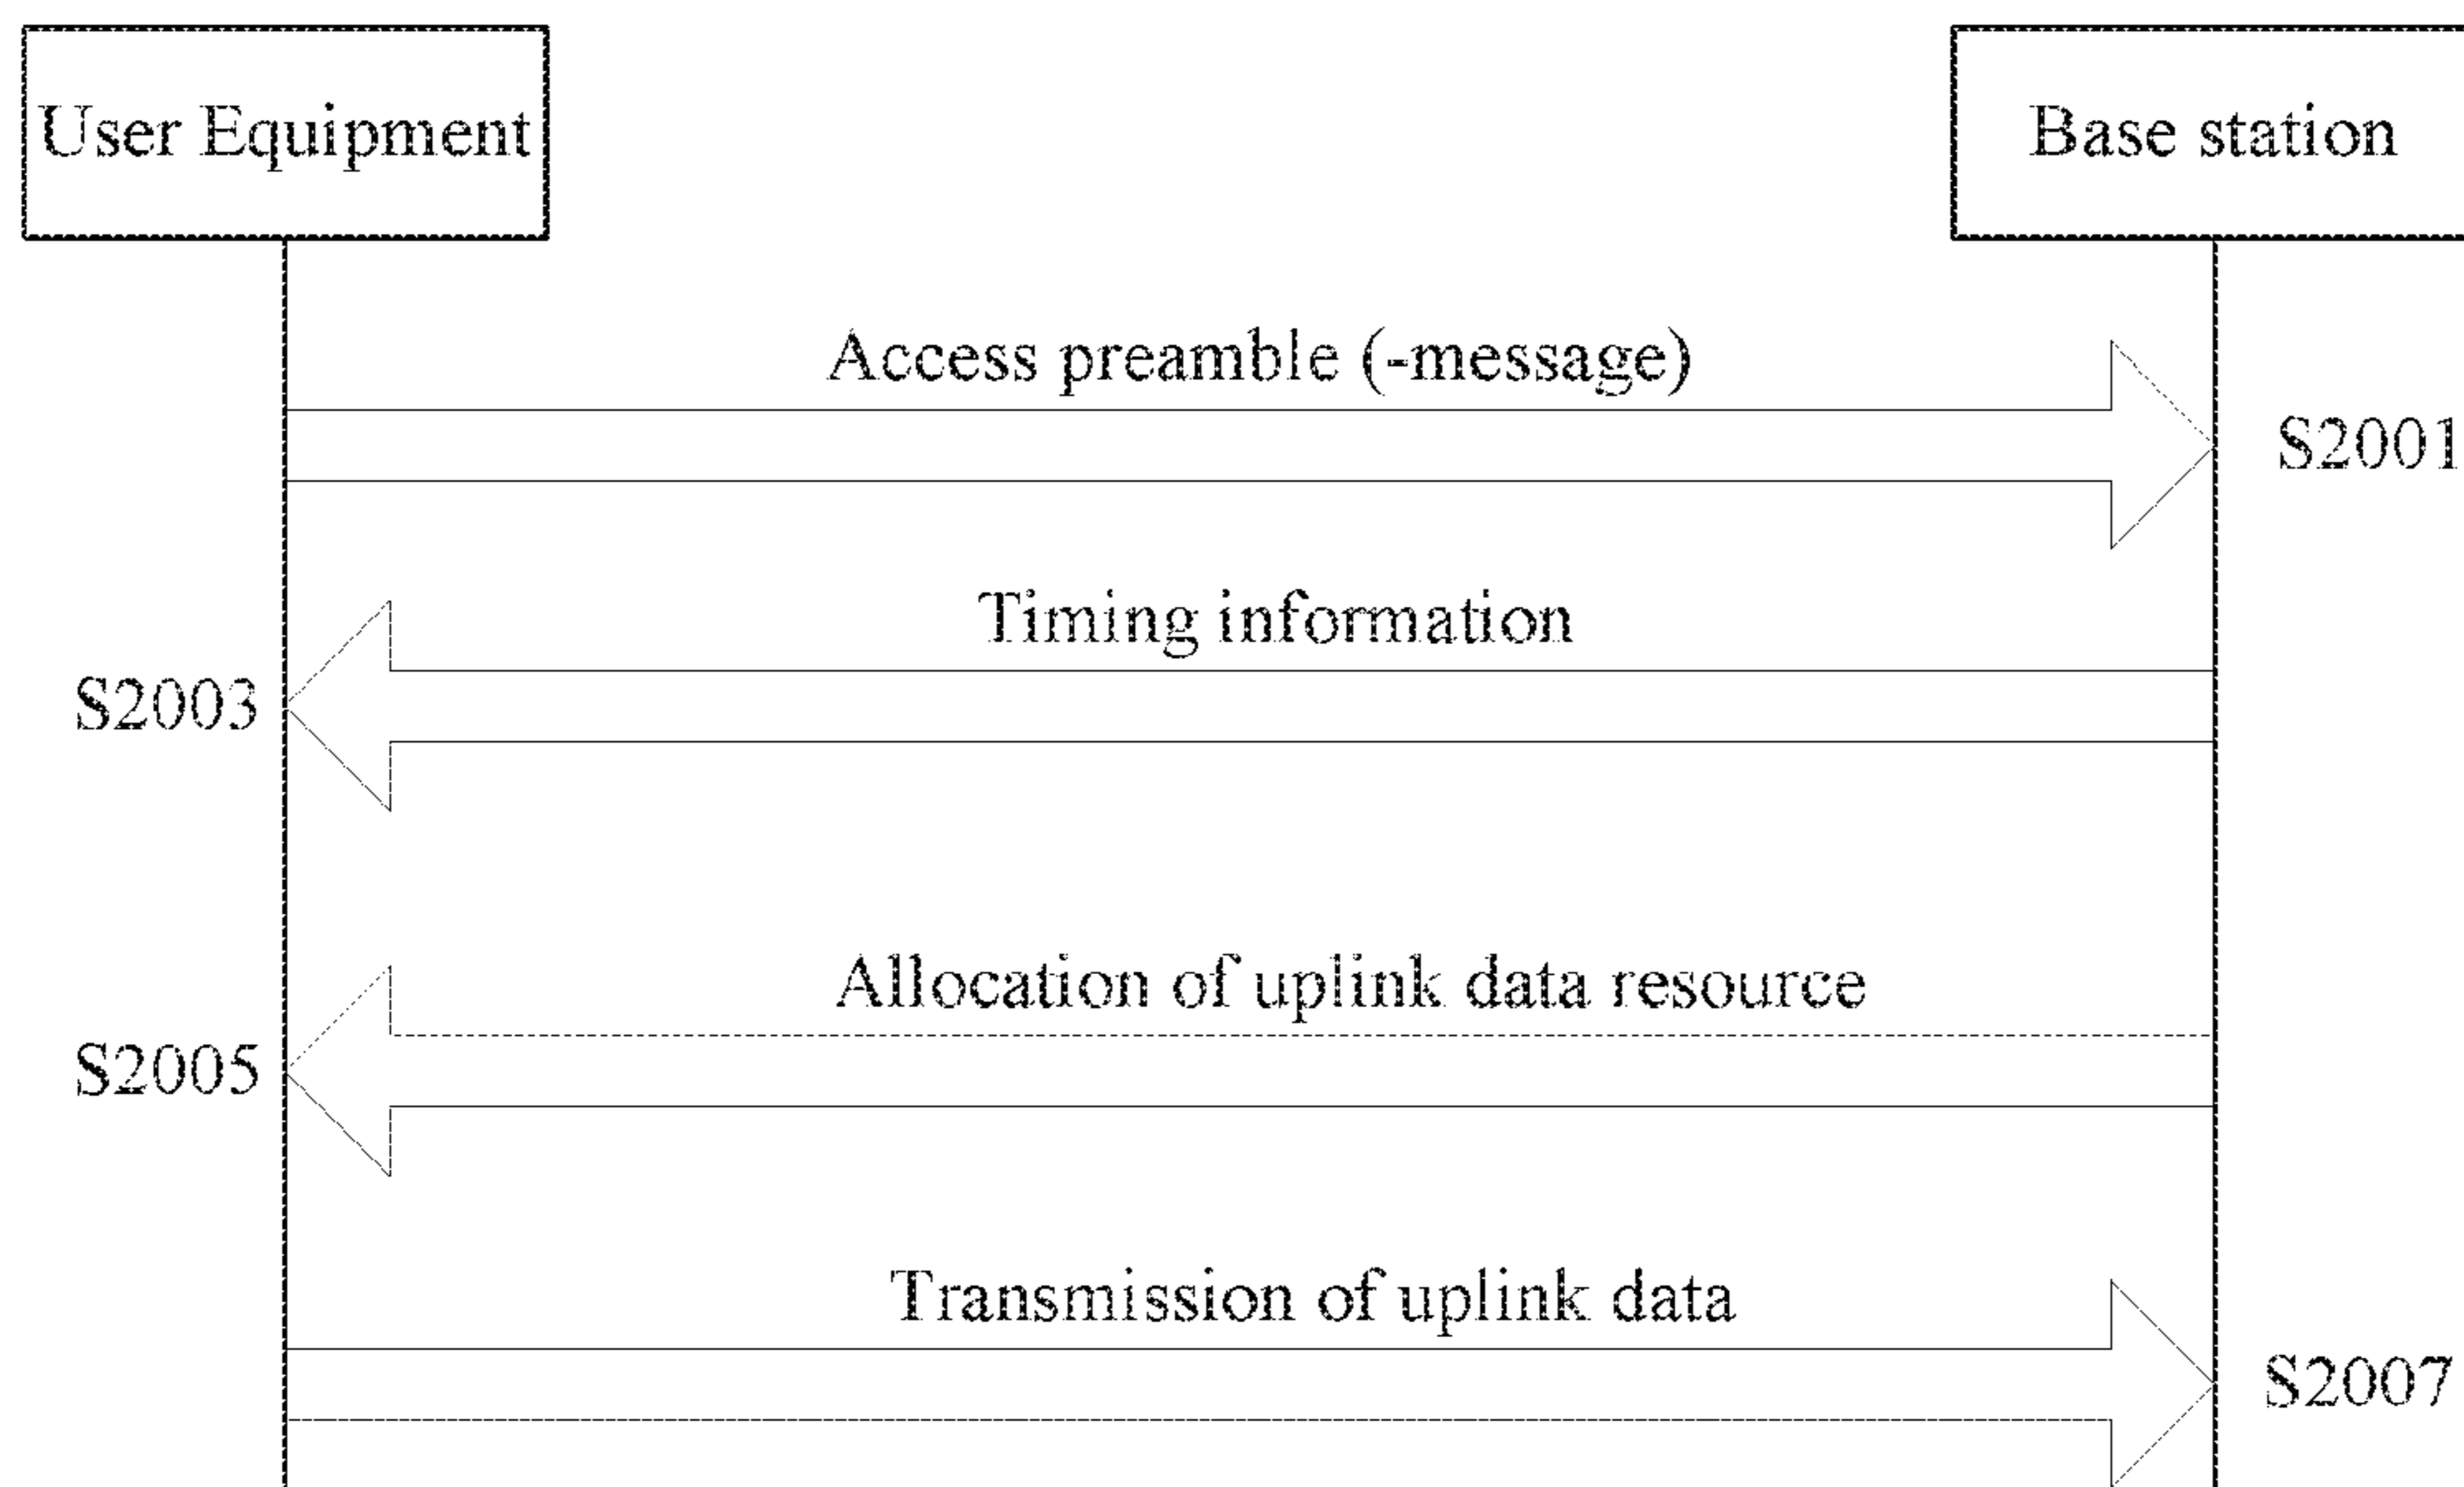 User Equipment
Base station
Access preamble (-message)
S2001
Timing information
S2003
Allocation of uplink data resource
S2005
Transmission of uplink data
S2007